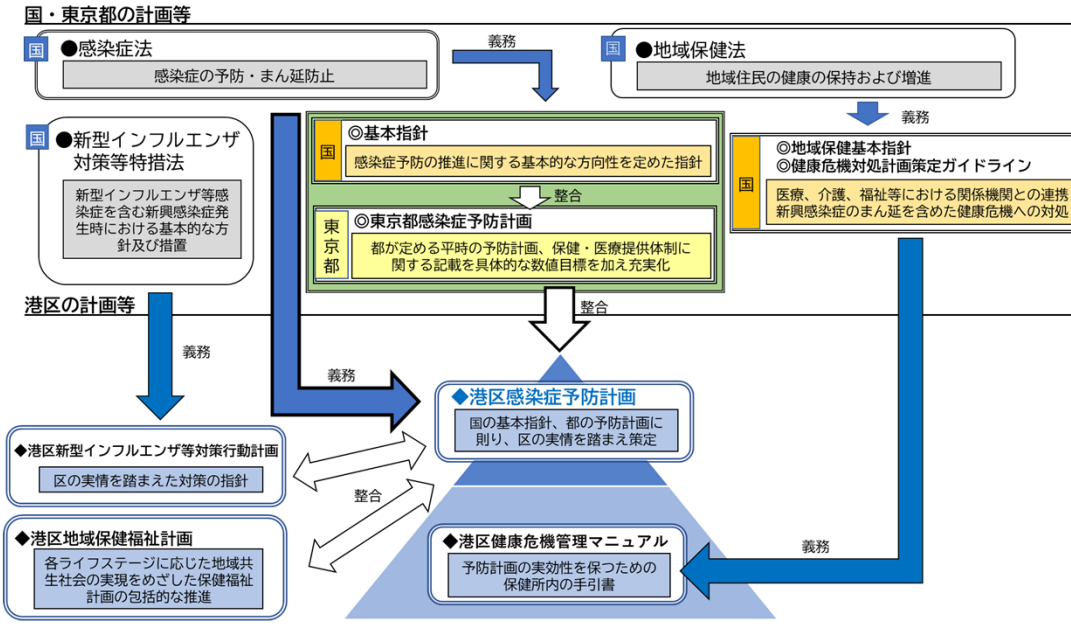 国・東京都の計画等
国
●感染症法
感染症の予防・まん延防止
義務
国
●地域保健法
地域住民の健康の保持および増進
義務
国
●新型インフルエンザ
対策等特措法
新型インフルエンザ等感
染症を含む新興感染症発
生時における基本的な方
針及び措置
国
◎基本指針
感染症予防の推進に関する基本的な方向性を定めた指針
整合
東京都
◎東京都感染症予防計画
都が定める平時の予防計画、保健・医療提供体制に
関する記載を具体的な数値目標を加え充実化
国
◎地域保健基本指針
◎健康危機対処計画策定ガイドライン
医療、介護、福祉等における関係機関との連携
新興感染症のまん延を含めた健康危機への対処
港区の計画等
整合
義務
義務
◆港区感染症予防計画
国の基本指針、都の予防計画に
則り、区の実情を踏まえ策定
◆港区新型インフルエンザ等対策行動計画
区の実情を踏まえた対策の指針
整合
◆港区地域保健福祉計画
各ライフステージに応じた地域共
生社会の実現をめざした保健福祉
計画の包括的な推進
◆港区健康危機管理マニュアル
予防計画の実効性を保つための
保健所内の手引書
義務